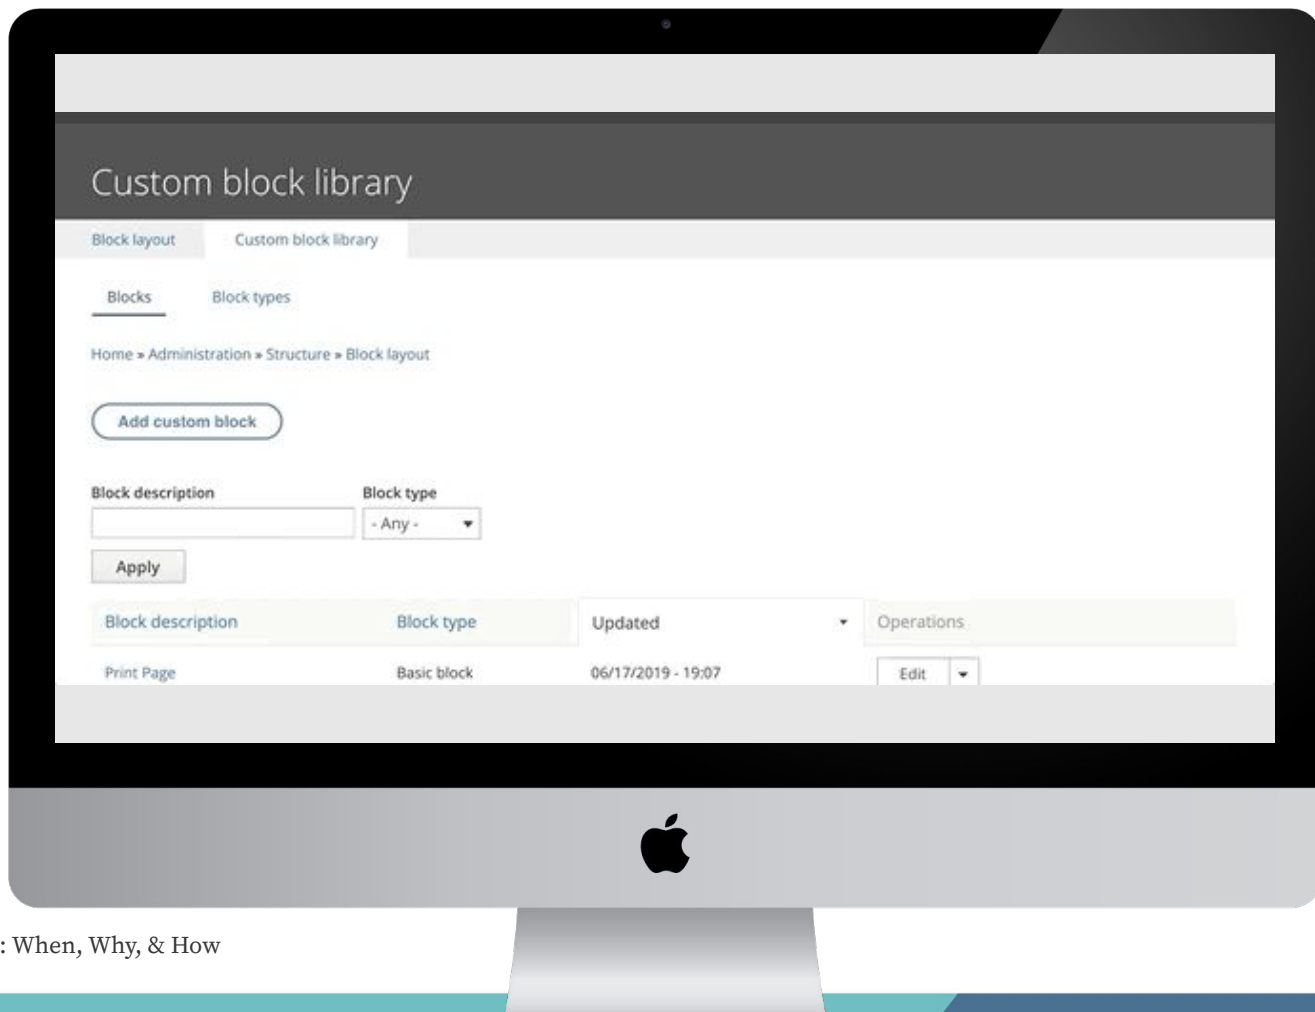 Custom block library
Block layout Custom block library
Blocks Block types
Home » Administration » Structure » Block layout
Add custom block
Block description Block type
- Any -
Apply
Block description Block type Updated Operations
Print Page Basic block 06/17/2019 - 19:07 Edit
: When, Why, & How